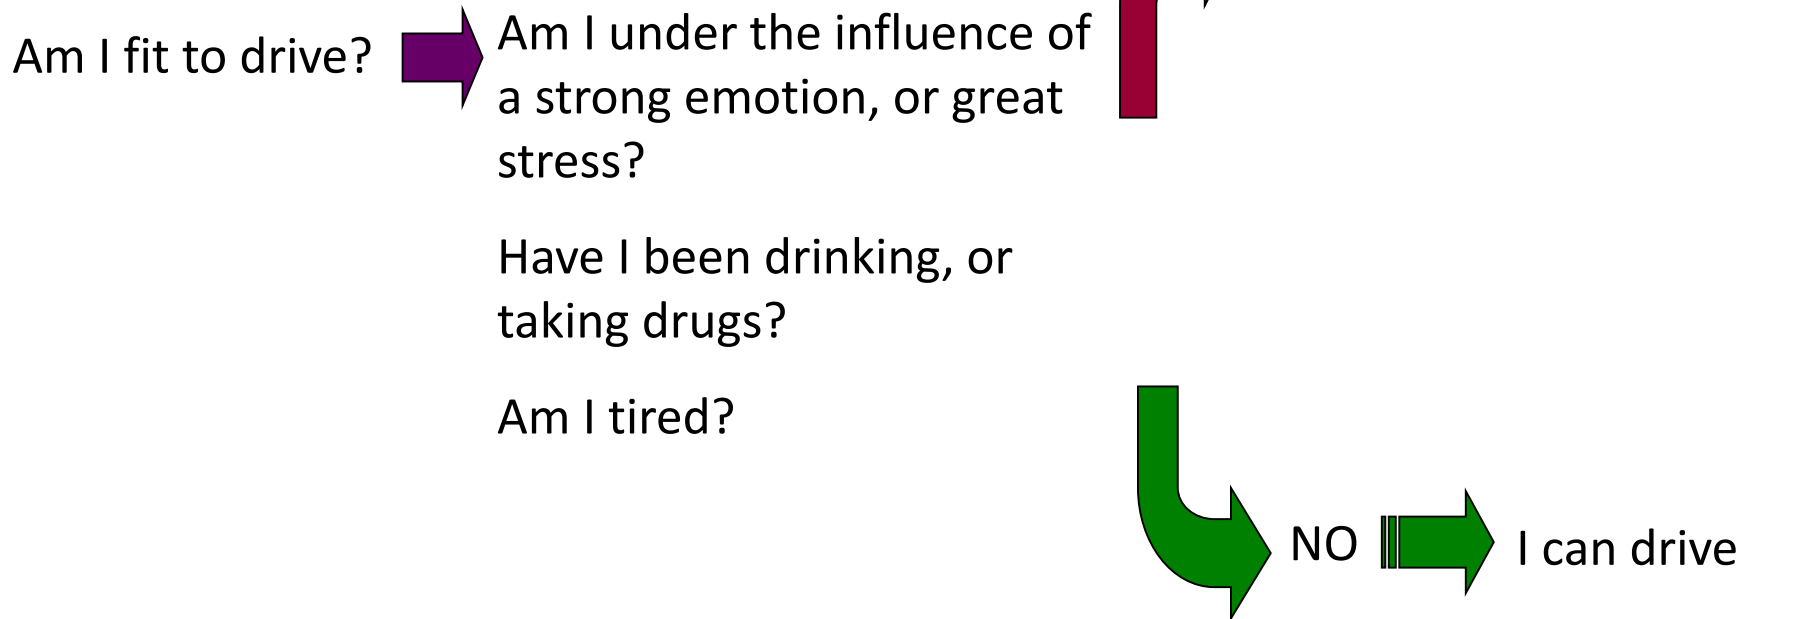 Am I fit to drive?
Am I under the influence of
a strong emotion, or great
stress?
Have I been drinking, or
taking drugs?
Am I tired?
NO
I can drive